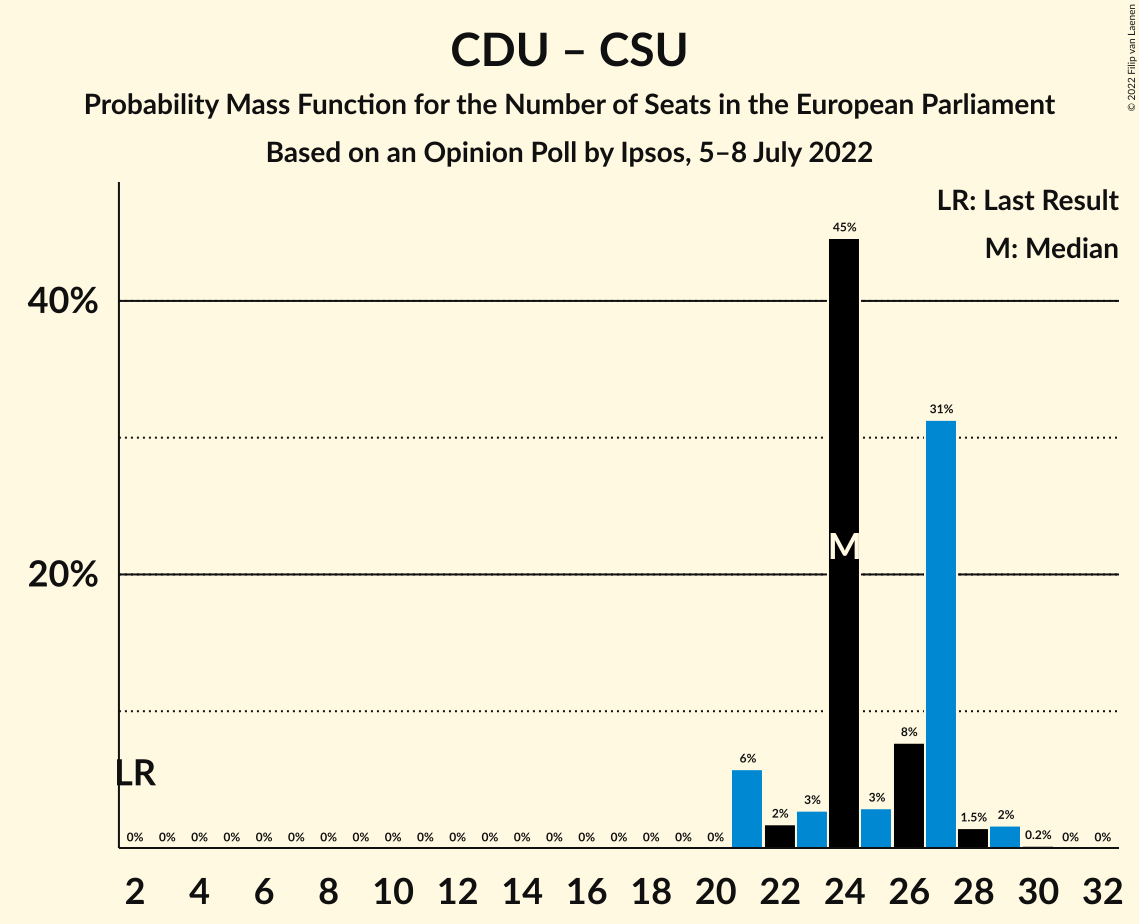 CDU – CSU
Probability Mass Function for the Number of Seats in the European Parliament
Based on an Opinion Poll by Ipsos, 5–8 July 2022
© 2022 Filip van Laenen
LR: Last Result
M: Median
45%
40%
31%
M
20%
8%
LR
6%
2% 3% 3% 1.5% 2%
0% 0% 0% 0% 0% 0% 0% 0% 0% 0% 0% 0% 0% 0% 0% 0% 0% 0% 0% 0.2% 0% 0%
2 4 6 8 10 12 14 16 18 20 22 24 26 28 30 32